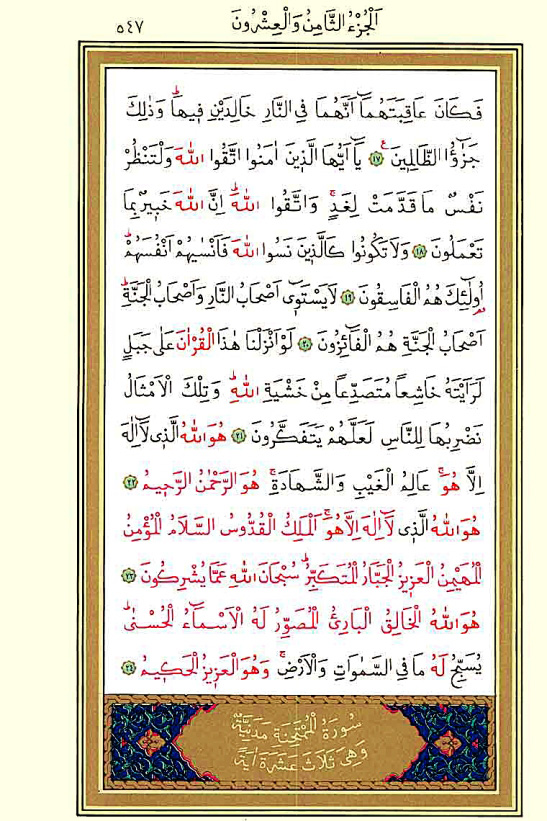 اَلْجُزْءُ الثَّامِنُ وَالْعِشْرُونَ
٥٤٧
فَكَانَ عَاقِبَتَهُمَٓا اَنَّهُمَا فِي النَّارِ خَالِدَيْنِ ف۪يهَاۜ وَذٰلِكَ
جَزٰٓؤُا الظَّالِم۪ينَ۟ ﴿١٧﴾ يَٓا اَيُّهَا الَّذ۪ينَ اٰمَنُوا اتَّقُوا اللّٰهَ وَلْتَنْظُرْ
نَفْسٌ مَا قَدَّمَتْ لِغَدٍۚ وَاتَّقُوا اللّٰهَۜ اِنَّ اللّٰهَ خَب۪يرٌ بِمَا
تَعْمَلُونَ ﴿١٨﴾ وَلَا تَكُونُوا كَالَّذ۪ينَ نَسُوا اللّٰهَ فَاَنْسٰيهُمْ اَنْفُسَهُمْۜ
اُو۬لٰٓئِكَ هُمُ الْفَاسِقُونَ ﴿١٩﴾ لَا يَسْتَو۪ٓي اَصْحَابُ النَّارِ وَاَصْحَابُ الْجَنَّةِۜ
اَصْحَابُ الْجَنَّةِ هُمُ الْفَٓائِزُونَ ﴿٢٠﴾ لَوْ اَنْزَلْنَا هٰذَا الْقُرْاٰنَ عَلٰى جَبَلٍ
لَرَاَيْتَهُ خَاشِعًا مُتَصَدِّعًا مِنْ خَشْيَةِ اللّٰهِۜ وَتِلْكَ الْاَمْثَالُ
نَضْرِبُهَا لِلنَّاسِ لَعَلَّهُمْ يَتَفَكَّرُونَ ﴿٢١﴾ هُوَ اللّٰهُ الَّذ۪ي لَٓا اِلٰهَ
اِلَّا هُوَۚ عَالِمُ الْغَيْبِ وَالشَّهَادَةِۚ هُوَ الرَّحْمٰنُ الرَّح۪يمُ ﴿٢٢﴾
هُوَ اللّٰهُ الَّذ۪ي لَٓا اِلٰهَ اِلَّا هُوَۚ اَلْمَلِكُ الْقُدُّوسُ السَّلَامُ الْمُؤْمِنُ
الْمُهَيْمِنُ الْعَز۪يزُ الْجَبَّارُ الْمُتَكَبِّرُۜ سُبْحَانَ اللّٰهِ عَمَّا يُشْرِكُونَ ﴿٢٣﴾
هُوَ اللّٰهُ الْخَالِقُ الْبَارِئُ الْمُصَوِّرُ لَهُ الْاَسْمَٓاءُ الْحُسْنٰىۜ
يُسَبِّحُ لَهُ مَا فِي السَّمٰوَاتِ وَالْاَرْضِۚ وَهُوَ الْعَز۪يزُ الْحَك۪يمُ ﴿٢٤﴾
سُورَةُ الْمُمْتَحِنَةِ مَدَنِيَّةٌ
وَهِيَ ثَلَاثَ عَشْرَةَ اٰيَةً